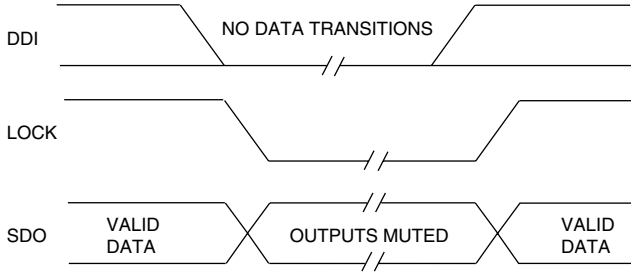 DDI
NO DATA TRANSITIONS
LOCK
SDO
VALID
DATA
OUTPUTS MUTED
VALID
DATA